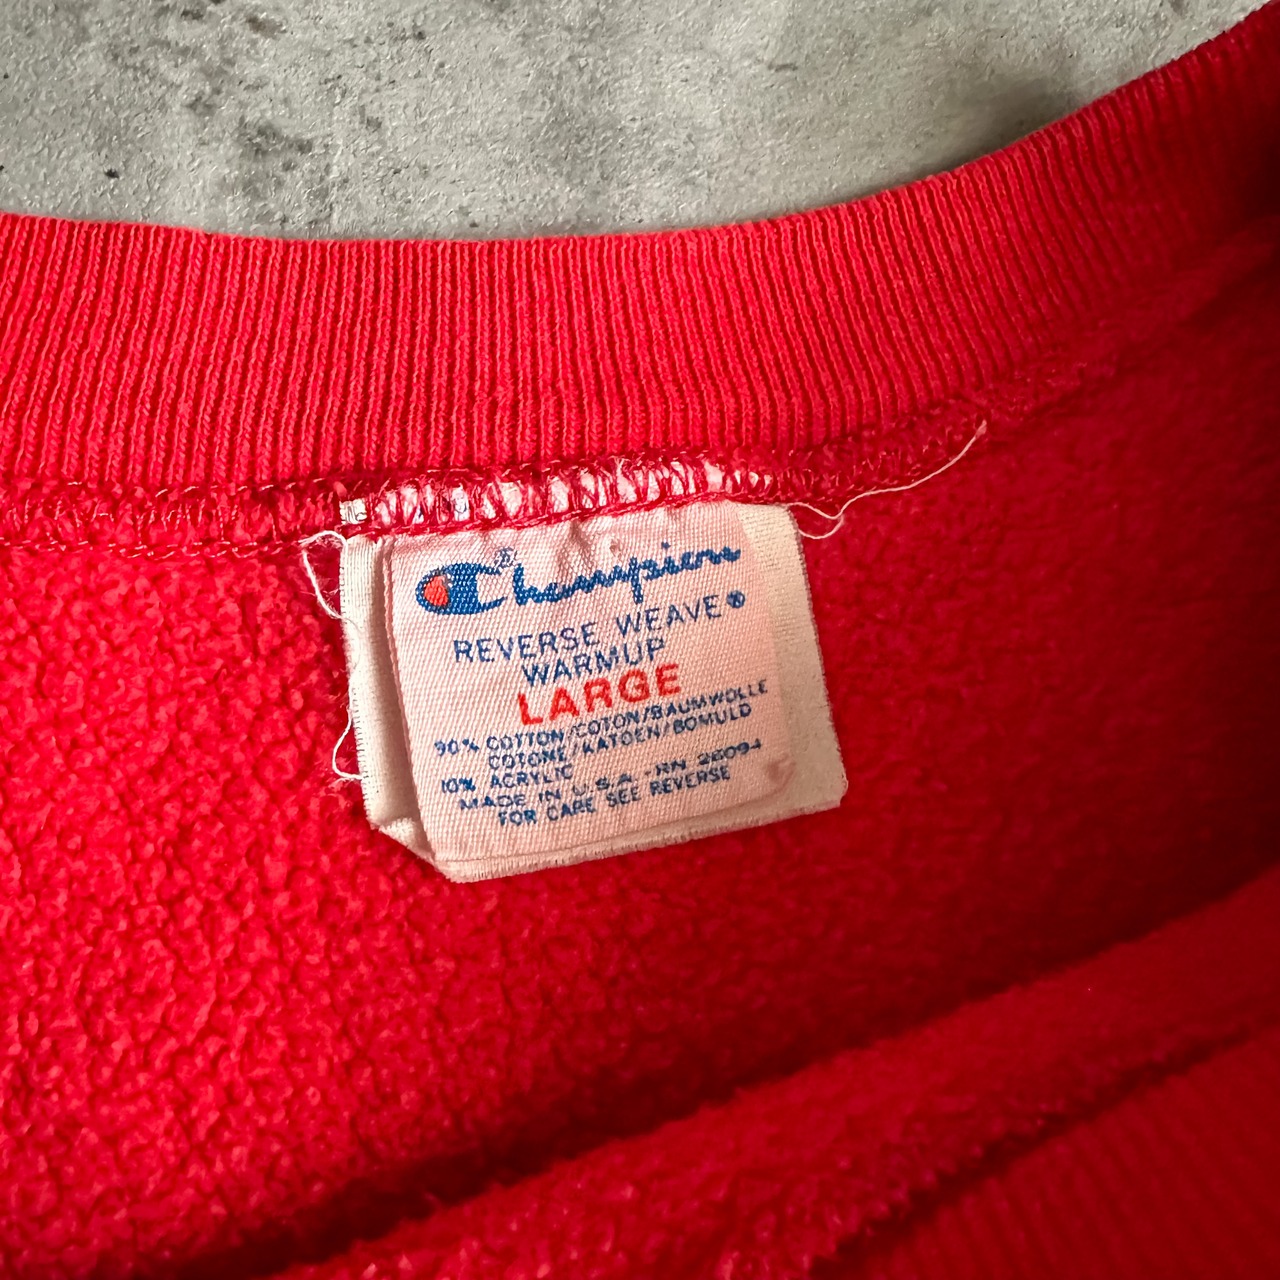 Champion®
REVERSE WEAVE®
WARMUP
LARGE
90% COTTON/COTON/BAUMWOLLE
COTONE/KATOEN/BOMULD
10% ACRYLIC
MADE IN U.S.A. - RN 26094
FOR CARE SEE REVERSE